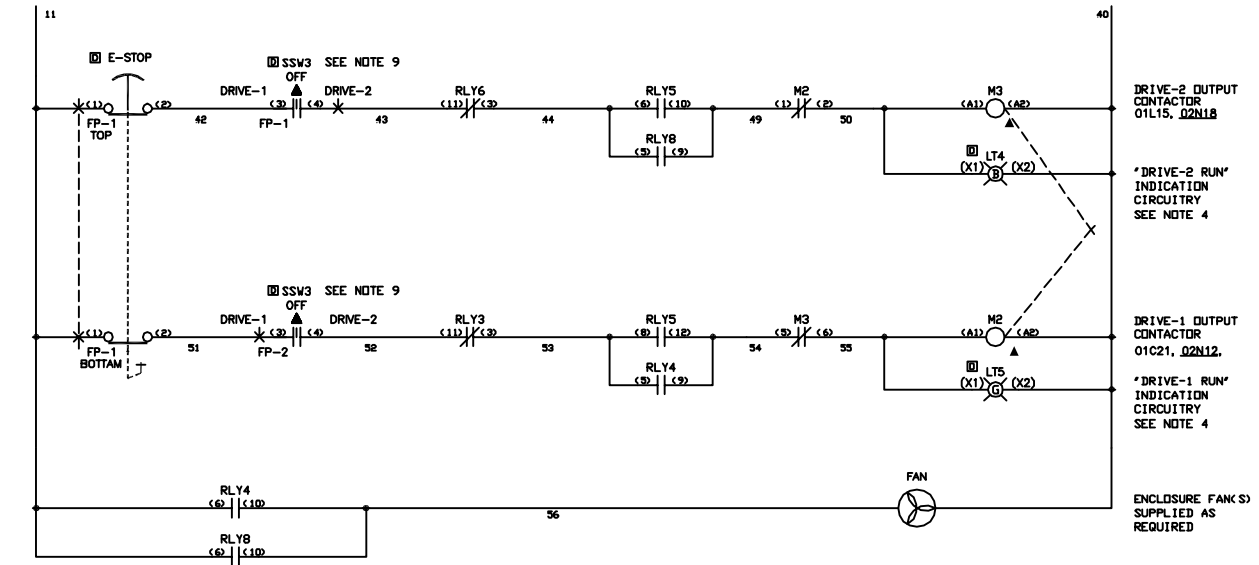 11
40
D E-STOP
D SSW3 SEE NOTE 9
OFF
DRIVE-1 DRIVE-2
RLY6
RLY5
M2
M3
(1) (2) (3) (4) (11) (3) (6) (10) (1) (2) (A1) (A2)
FP-1
TOP
42
FP-1
43
44
49
50
RLY8
(5) (9)
D
LT4
(X1) B (X2)
DRIVE-2 OUTPUT
CONTACTOR
01L15, 02N18
"DRIVE-2 RUN"
INDICATION
CIRCUITRY
SEE NOTE 4
D SSW3 SEE NOTE 9
OFF
DRIVE-1 DRIVE-2
RLY3
RLY5
M3
M2
(1) (2) (3) (4) (11) (3) (8) (12) (5) (6) (A1) (A2)
FP-1
BOTTAM
51
FP-2
52
53
54
55
RLY4
(5) (9)
D
LT5
(X1) G (X2)
DRIVE-1 OUTPUT
CONTACTOR
01C21, 02N12,
"DRIVE-1 RUN"
INDICATION
CIRCUITRY
SEE NOTE 4
RLY4
(6) (10)
56
FAN
ENCLOSURE FAN(S)
SUPPLIED AS
REQUIRED
RLY8
(6) (10)